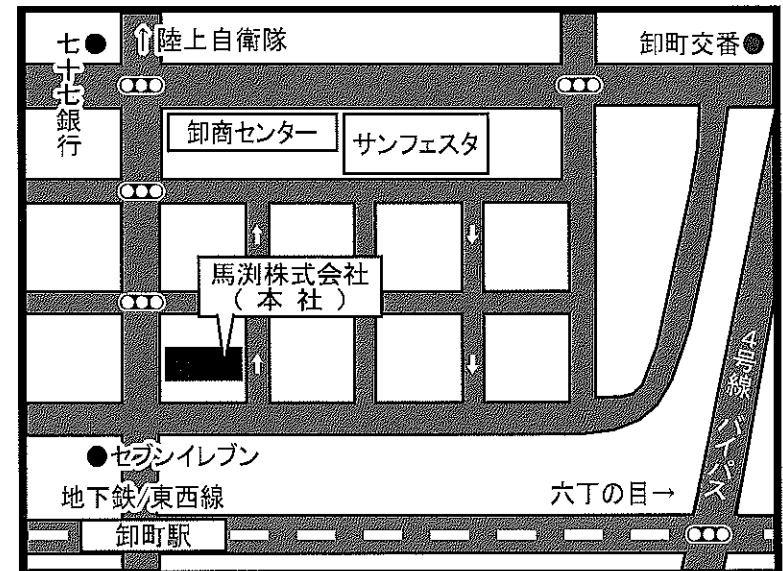 七十七銀行
⇧陸上自衛隊
卸町交番
卸商センター
サンフェスタ
馬渕株式会社
(本社)
4号線 バイパス
セブンイレブン
地下鉄/東西線
六丁の目→
卸町駅